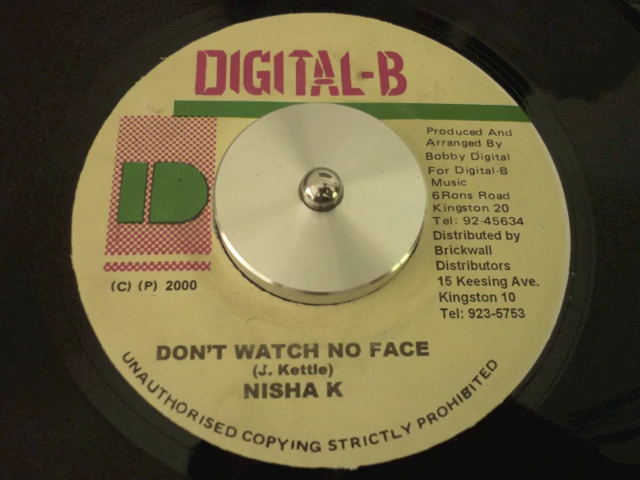 DIGITAL-B
Produced And
Arranged By
Bobby Digital
For Digital-B
Music
6Rons Road
Kingston 20
Tel: 92-45634
Distributed by
Brickwall
Distributors
15 Keesing Ave.
Kingston 10
Tel: 923-5753
ID
(C) (P) 2000
DON'T WATCH NO FACE
(J. Kettle)
NISHA K
UNAUTHORISED COPYING STRICTLY PROHIBITED